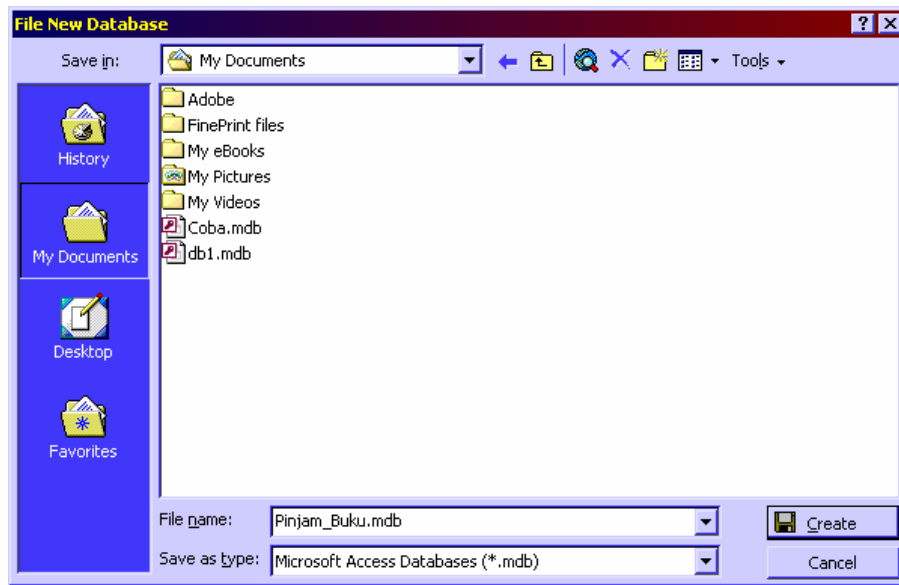 File New Database
Save in: My Documents Tools
History
My Documents
Desktop
Favorites
Adobe
FinePrint files
My eBooks
My Pictures
My Videos
Coba.mdb
db1.mdb
File name: Pinjam_Buku.mdb Create
Save as type: Microsoft Access Databases (*.mdb) Cancel